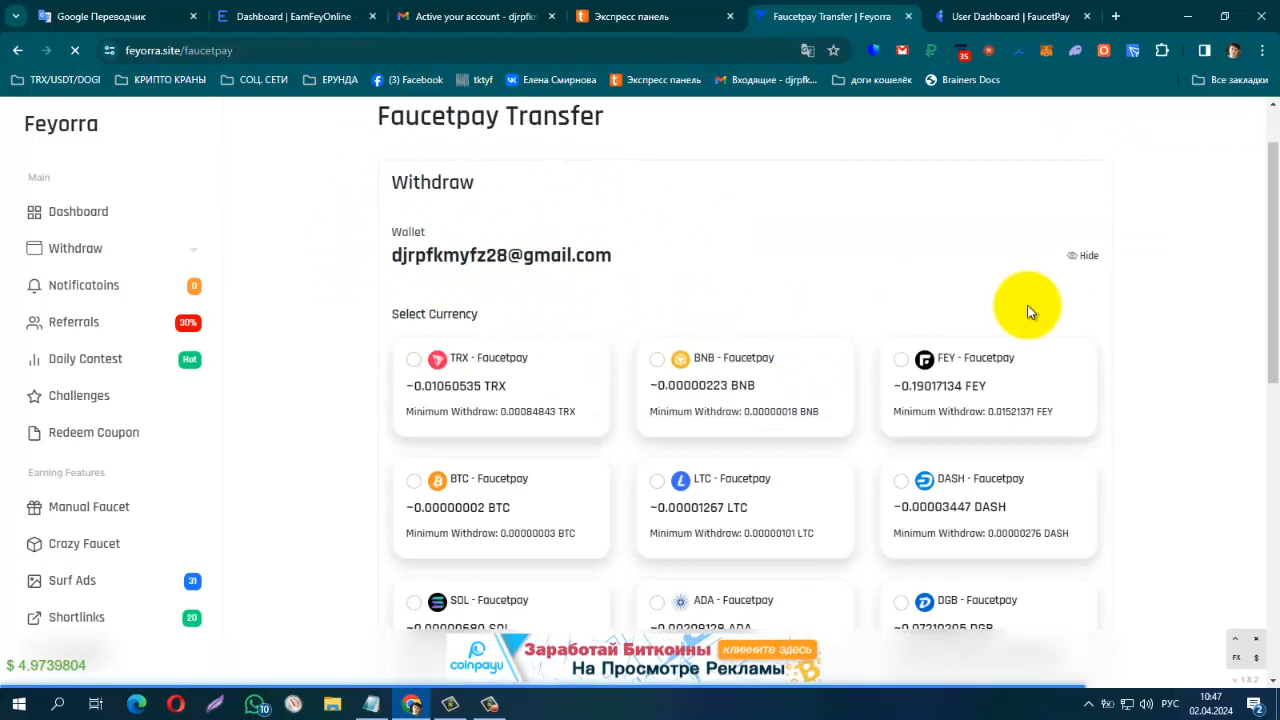 Google Переводчик
Dashboard | EarnFeyOnline -
Active your account - djrpfkm
Экспресс панель
Faucetpay Transfer | Feyorra
User Dashboard | FaucetPay
feyorra.site/faucetpay
35
TRX/USDT/DOGI
КРИПТО КРАНЫ
СОЦ. СЕТИ
ЕРУНДА
(3) Facebook
tktyf
Елена Смирнова
Экспресс панель
Входящие - djrpfk...
доги кошелёк
Brainers Docs
Все закладки
Feyorra
Main
Dashboard
Withdraw
Notificatoins 0
Referrals 30%
Daily Contest Hot
Challenges
Redeem Coupon
Earning Features
Manual Faucet
Crazy Faucet
Surf Ads 31
Shortlinks 20
$ 4.9739804
Faucetpay Transfer
Withdraw
Wallet
djrpfkmyfz28@gmail.com
Hide
Select Currency
TRX - Faucetpay
~0.01060535 TRX
Minimum Withdraw: 0.00084843 TRX
BNB - Faucetpay
~0.00000223 BNB
Minimum Withdraw: 0.00000018 BNB
FEY - Faucetpay
~0.19017134 FEY
Minimum Withdraw: 0.01521371 FEY
BTC - Faucetpay
~0.00000002 BTC
Minimum Withdraw: 0.00000003 BTC
LTC - Faucetpay
~0.00001267 LTC
Minimum Withdraw: 0.00000101 LTC
DASH - Faucetpay
~0.00003447 DASH
Minimum Withdraw: 0.00000276 DASH
SOL - Faucetpay
ADA - Faucetpay
DGB - Faucetpay
coinpayu
Заработай Биткоины
кликните здесь
На Просмотре Рекламы
FX $
v.1.8.2
10
РУС
10:47
02.04.2024
2